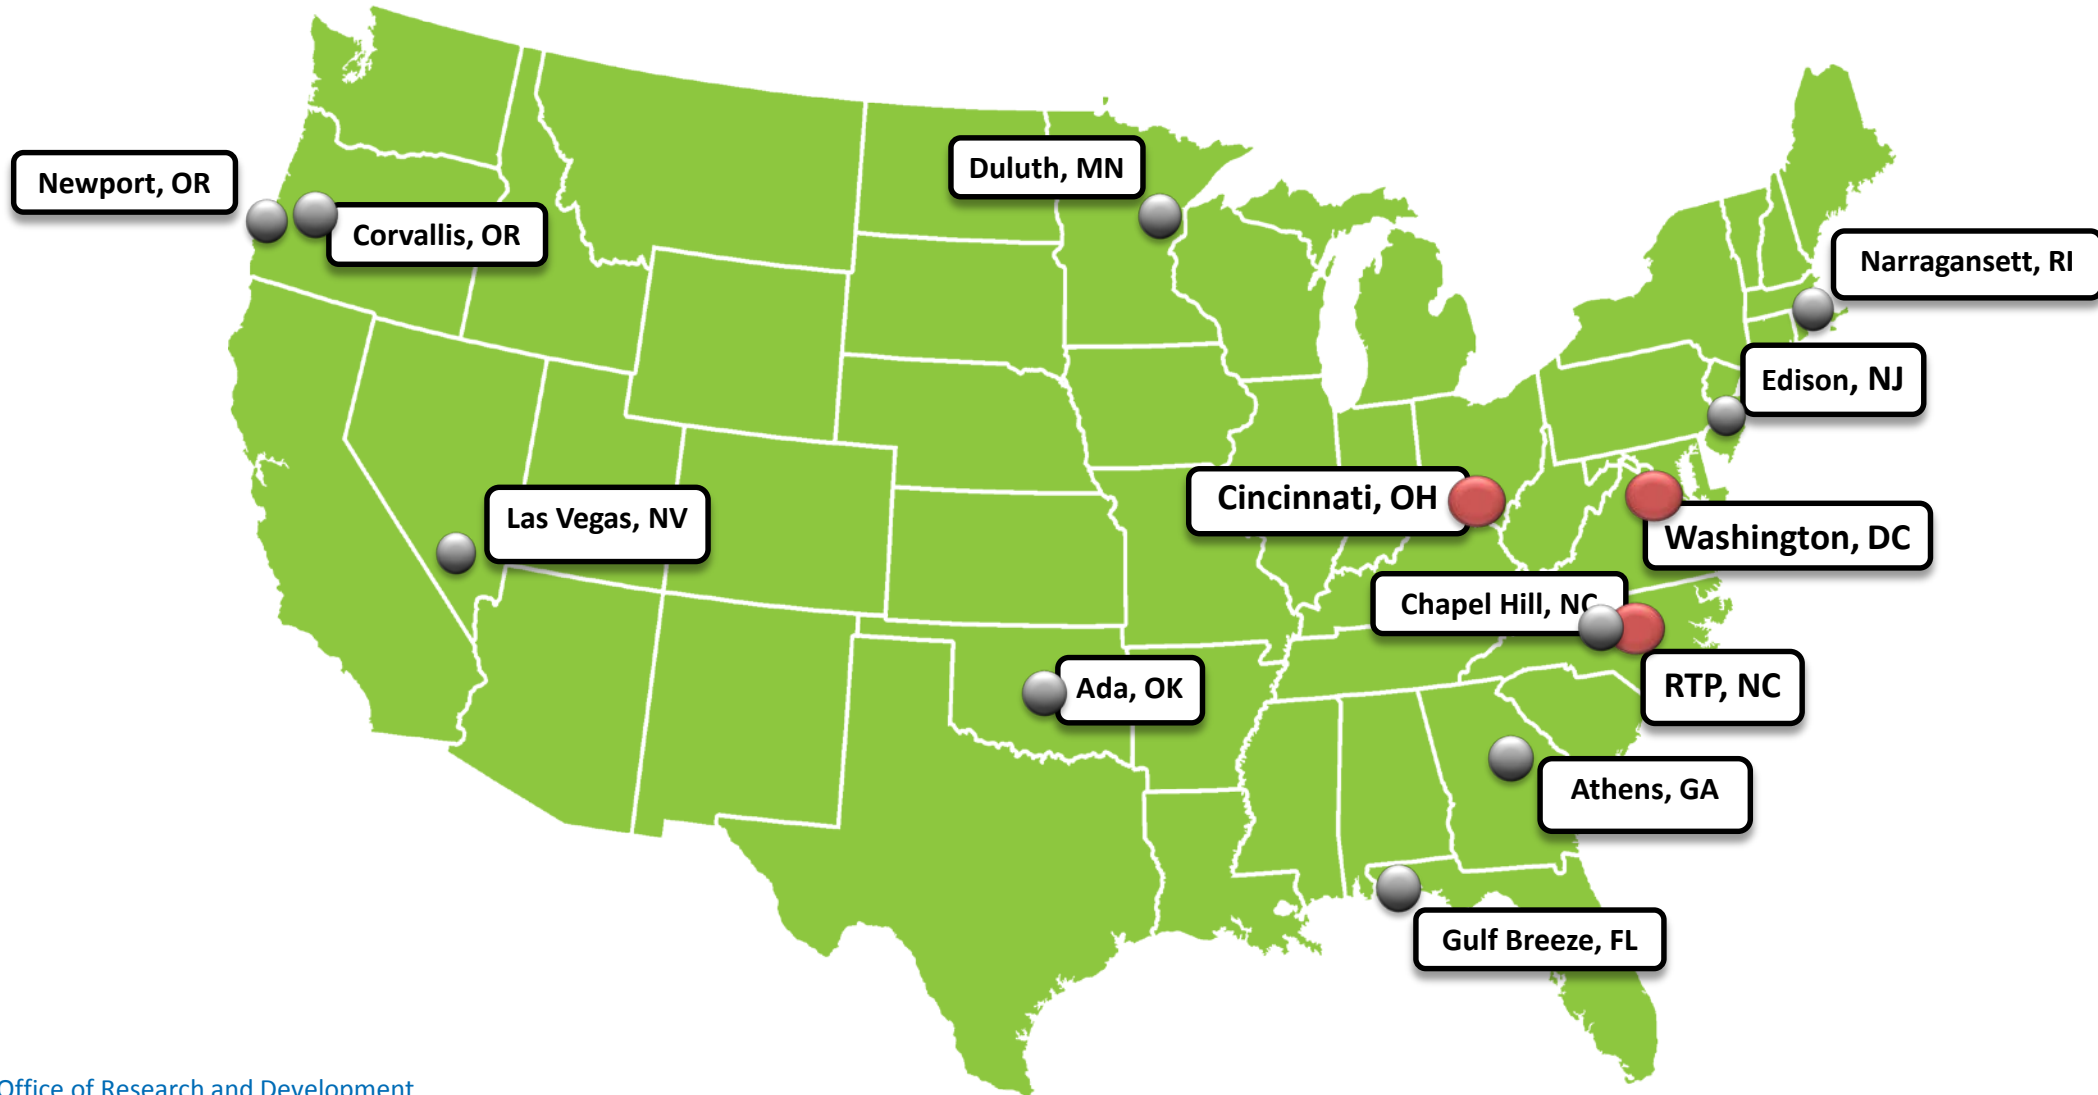 Duluth, MN
Newport, OR
Corvallis, OR
Narragansett, RI
Edison, NJ
Las Vegas, NV
Cincinnati, OH
Washington, DC
Chapel Hill, NC
RTP, NC
Ada, OK
Athens, GA
Gulf Breeze, FL
Office of Research and Development